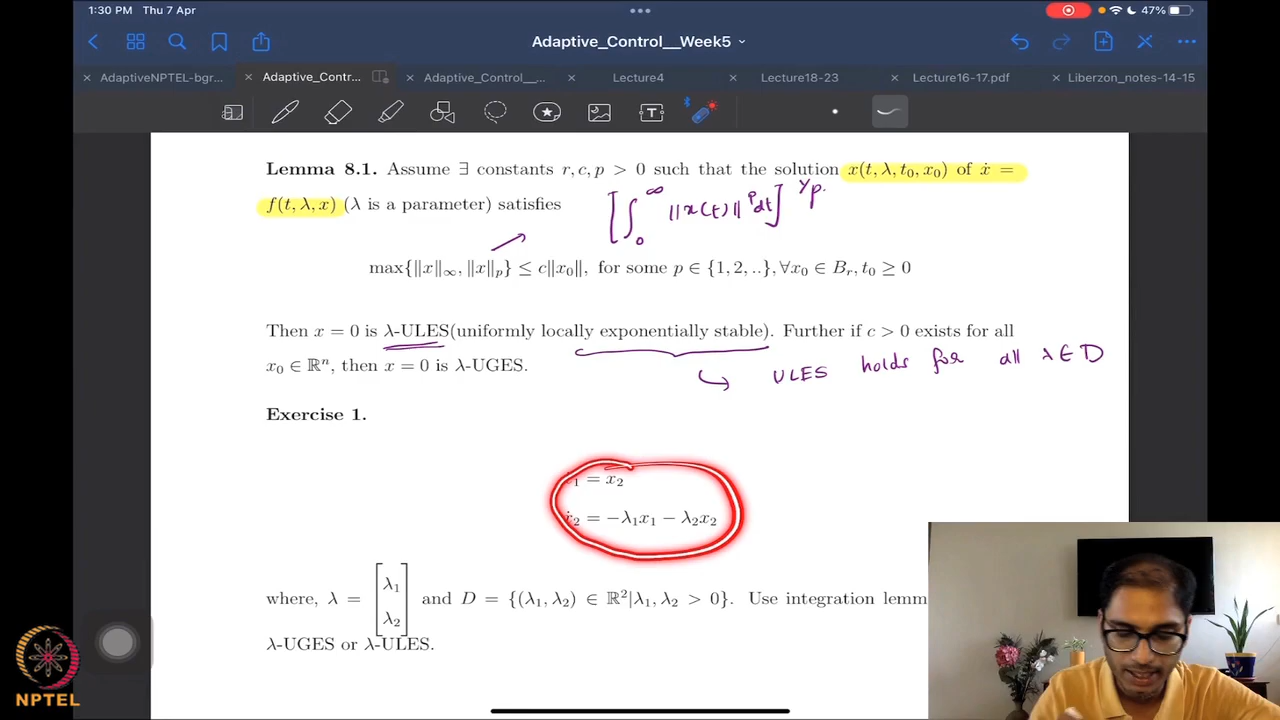 1:30 PM Thu 7 Apr
47%
Adaptive_Control__Week5
AdaptiveNPTEL-bgr...
Adaptive_Contr...
Adaptive_Control__...
Lecture4
Lecture18-23
Lecture16-17.pdf
Liberzon_notes-14-15
Lemma 8.1. Assume ∃ constants r, c, p > 0 such that the solution x(t, λ, t₀, x₀) of ẋ =
f(t, λ, x) (λ is a parameter) satisfies
[∫₀^∞ ||x(t)||^p dt]^{1/p}
max{‖x‖∞, ‖x‖ₚ} ≤ c‖x₀‖, for some p ∈ {1, 2, ..}, ∀x₀ ∈ Bᵣ, t₀ ≥ 0
Then x = 0 is λ-ULES(uniformly locally exponentially stable). Further if c > 0 exists for all
x₀ ∈ ℝⁿ, then x = 0 is λ-UGES.
ULES holds for all λ ∈ D
Exercise 1.
₁ = x₂
ẋ₂ = −λ₁x₁ − λ₂x₂
where, λ = [λ₁ λ₂] and D = {(λ₁, λ₂) ∈ ℝ²|λ₁, λ₂ > 0}. Use integration lemm
λ-UGES or λ-ULES.
NPTEL